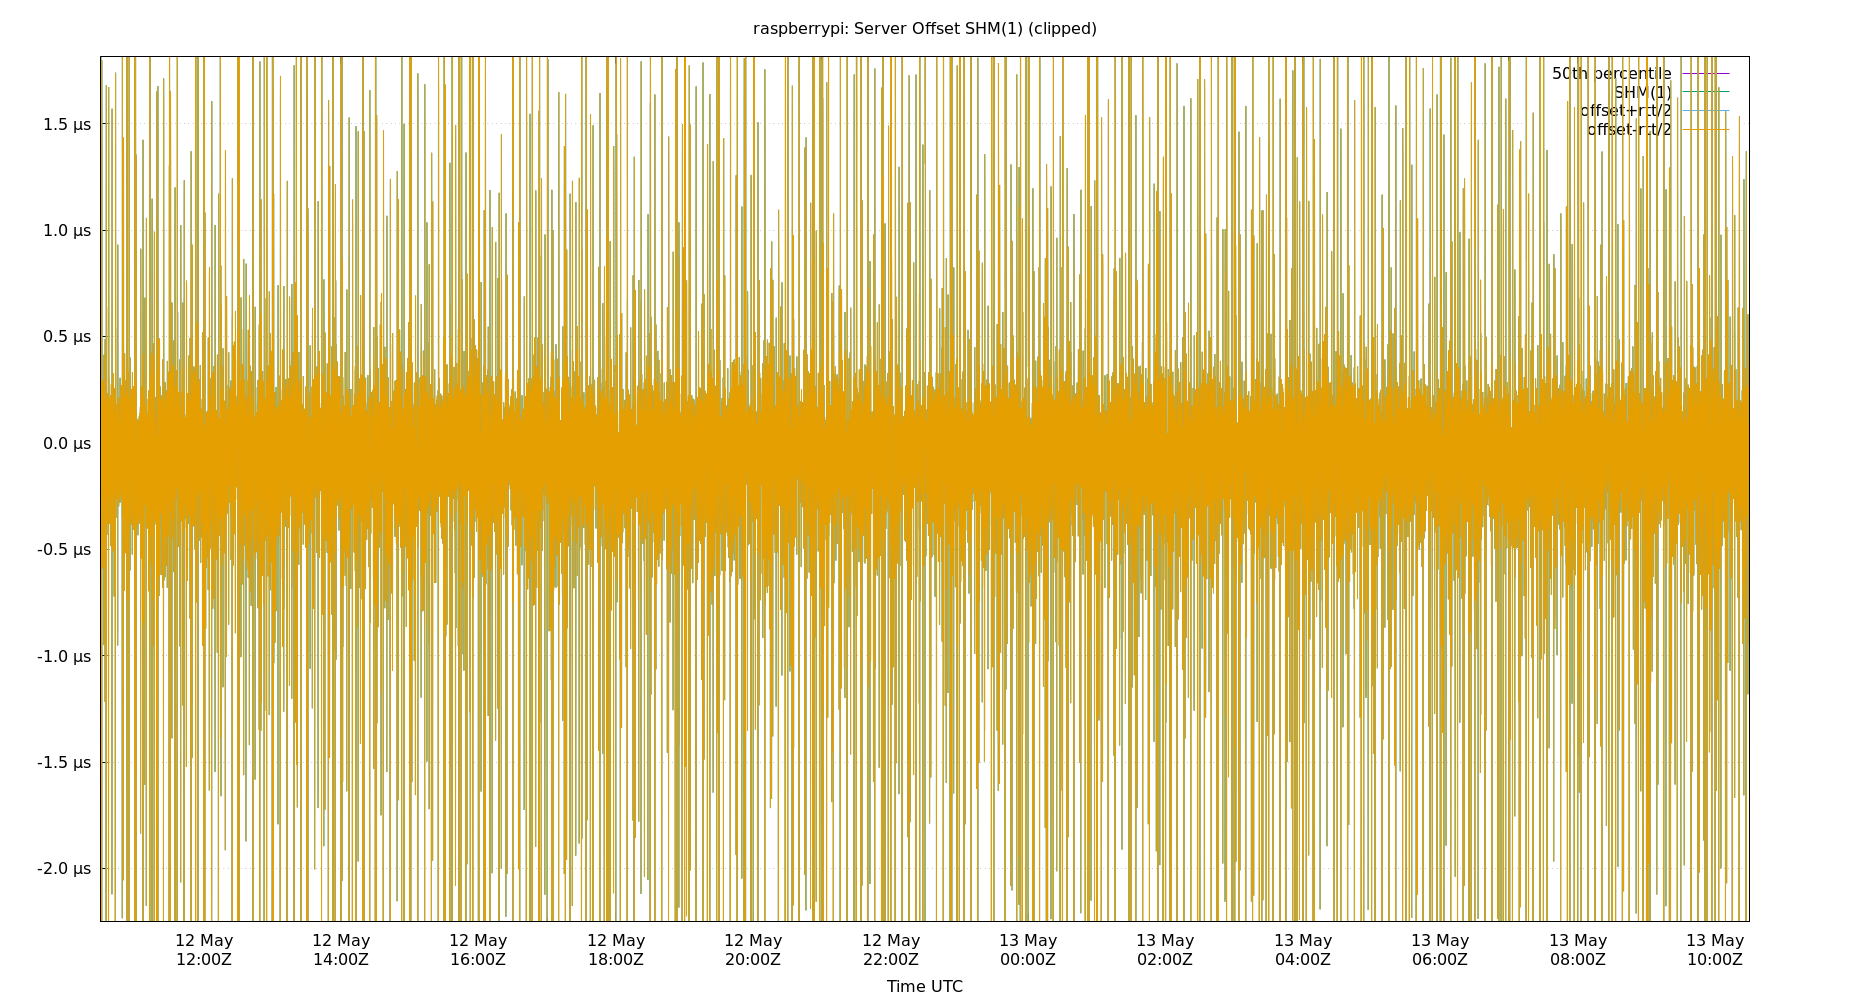 raspberrypi: Server Offset SHM(1) (clipped)
50th percentile
SHM(1)
offset+rtt/2
offset-rtt/2
1.5 µs
1.0 µs
0.5 µs
0.0 µs
-0.5 µs
-1.0 µs
-1.5 µs
-2.0 µs
12 May 12 May 12 May 12 May 12 May 12 May 13 May 13 May 13 May 13 May 13 May 13 May
12:00Z 14:00Z 16:00Z 18:00Z 20:00Z 22:00Z 00:00Z 02:00Z 04:00Z 06:00Z 08:00Z 10:00Z
Time UTC